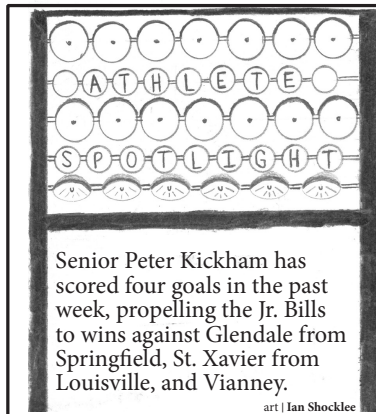 ATHLETE
SPOTLIGHT
Senior Peter Kickham has
scored four goals in the past
week, propelling the Jr. Bills
to wins against Glendale from
Springfield, St. Xavier from
Louisville, and Vianney.
art | Ian Shocklee